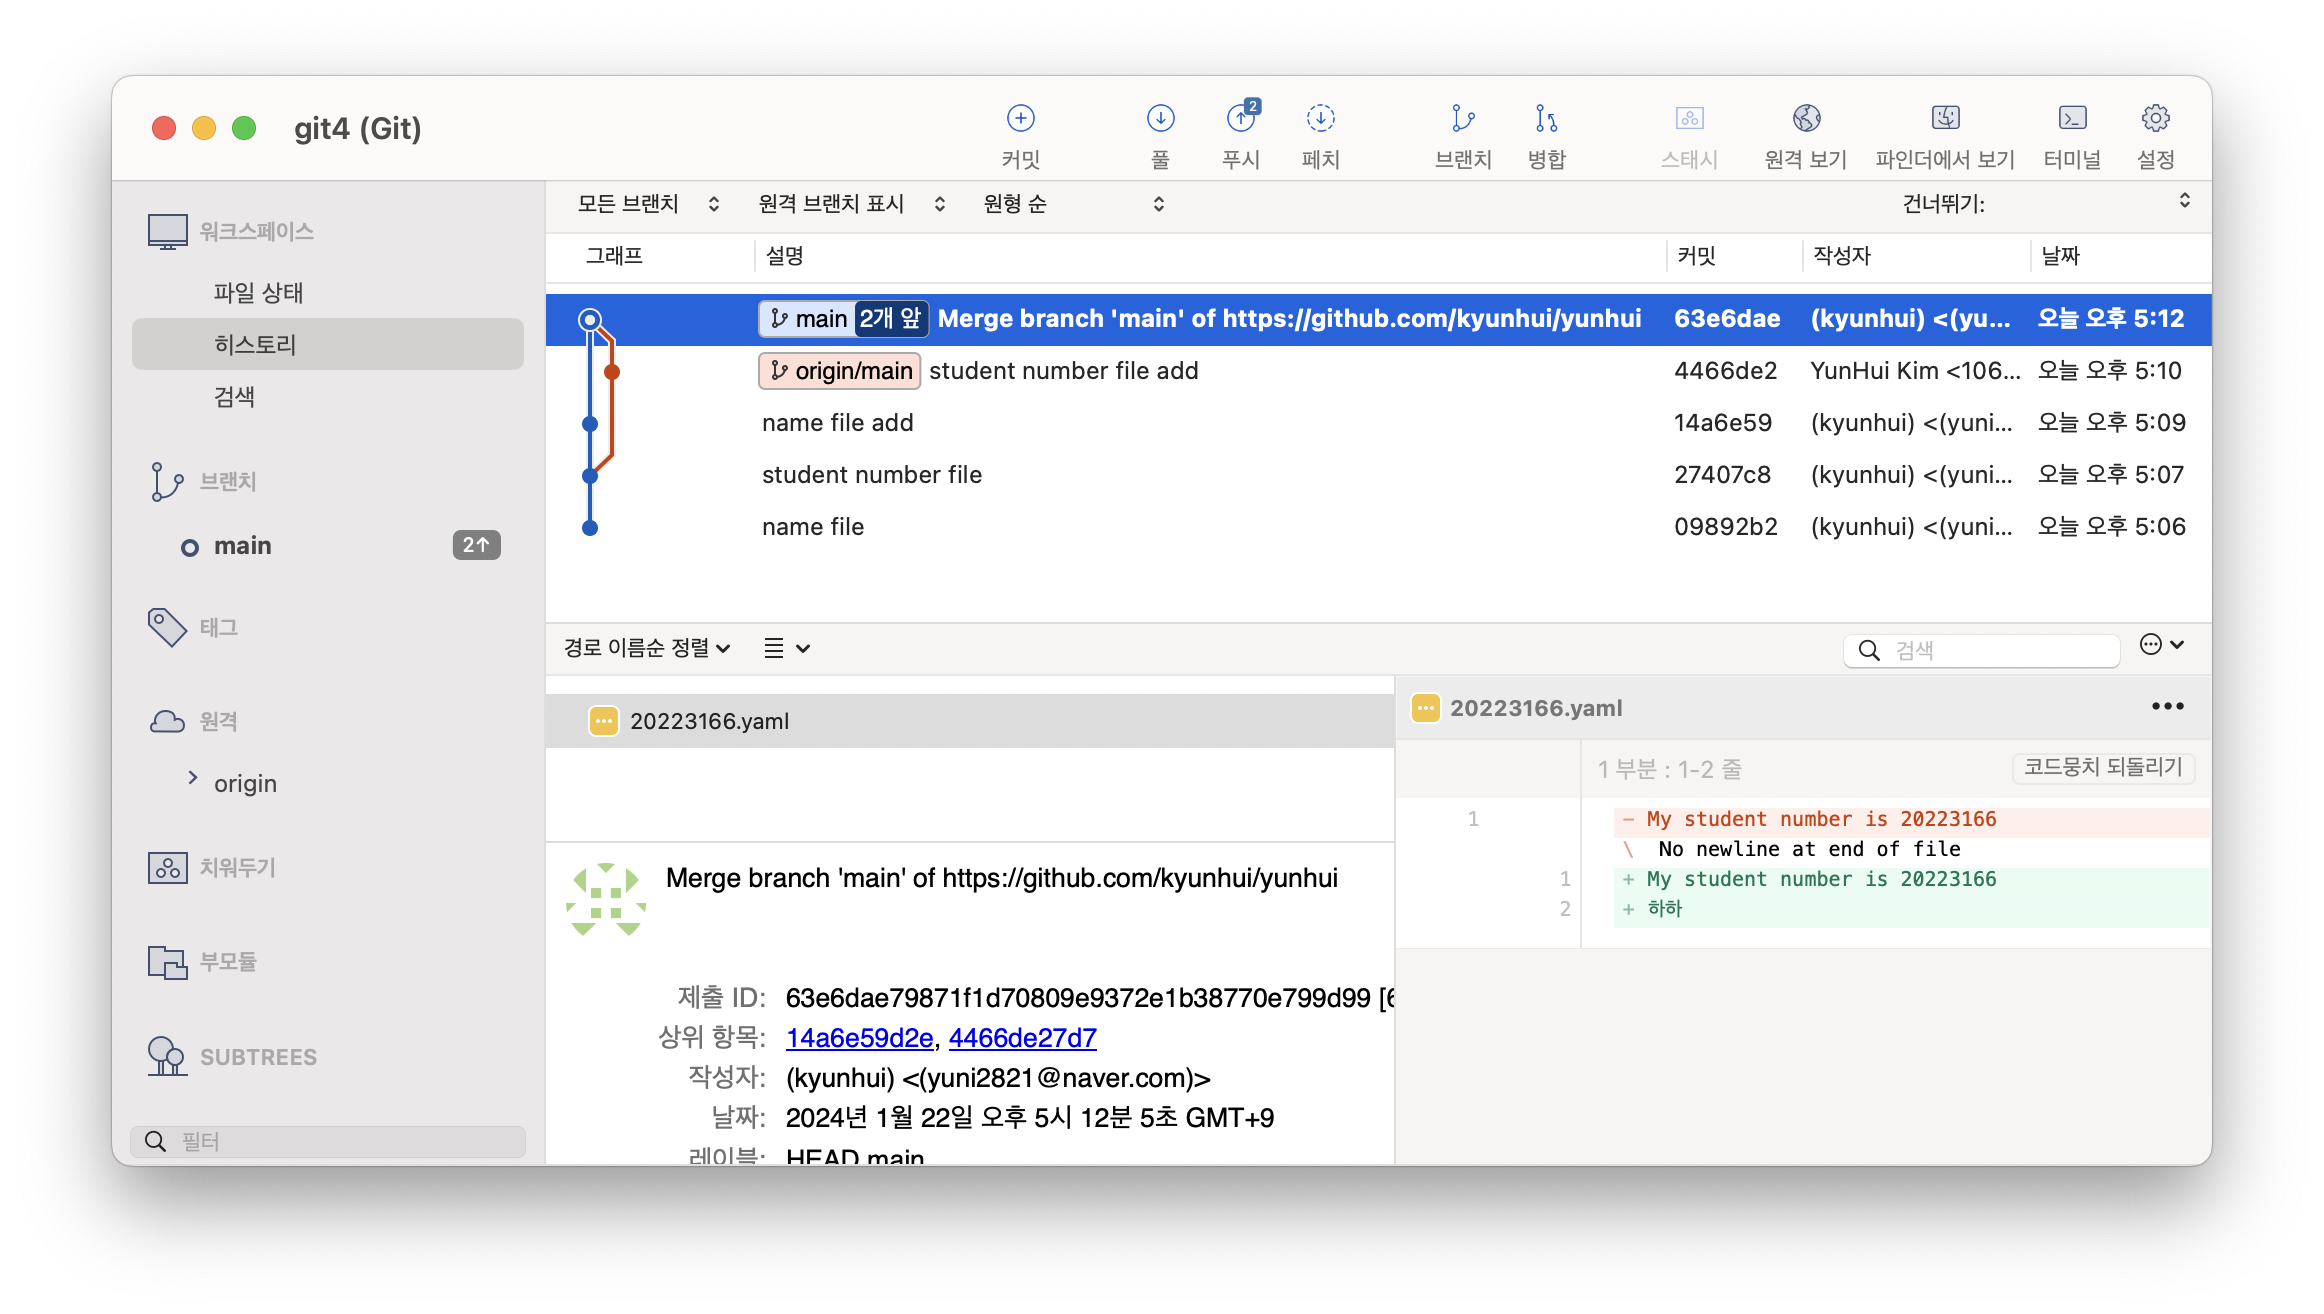 git4 (Git)
커밋
풀
2
푸시
페치
브랜치
병합
스태시
원격 보기
파인더에서 보기
터미널
설정
워크스페이스
파일 상태
히스토리
검색
브랜치
main 2↑
태그
원격
origin
치워두기
부모듈
SUBTREES
필터
모든 브랜치 원격 브랜치 표시 원형 순 건너뛰기:
그래프 설명 커밋 작성자 날짜
main 2개 앞 Merge branch 'main' of https://github.com/kyunhui/yunhui 63e6dae (kyunhui) <(yu... 오늘 오후 5:12
origin/main student number file add 4466de2 YunHui Kim <106... 오늘 오후 5:10
name file add 14a6e59 (kyunhui) <(yuni... 오늘 오후 5:09
student number file 27407c8 (kyunhui) <(yuni... 오늘 오후 5:07
name file 09892b2 (kyunhui) <(yuni... 오늘 오후 5:06
경로 이름순 정렬 검색
20223166.yaml
Merge branch 'main' of https://github.com/kyunhui/yunhui
제출 ID: 63e6dae79871f1d70809e9372e1b38770e799d99 [6
상위 항목: 14a6e59d2e, 4466de27d7
작성자: (kyunhui) <(yuni2821@naver.com)>
날짜: 2024년 1월 22일 오후 5시 12분 5초 GMT+9
레이블: HEAD main
20223166.yaml
1 부분 : 1-2 줄 코드뭉치 되돌리기
1 - My student number is 20223166
\ No newline at end of file
1 + My student number is 20223166
2 + 하하